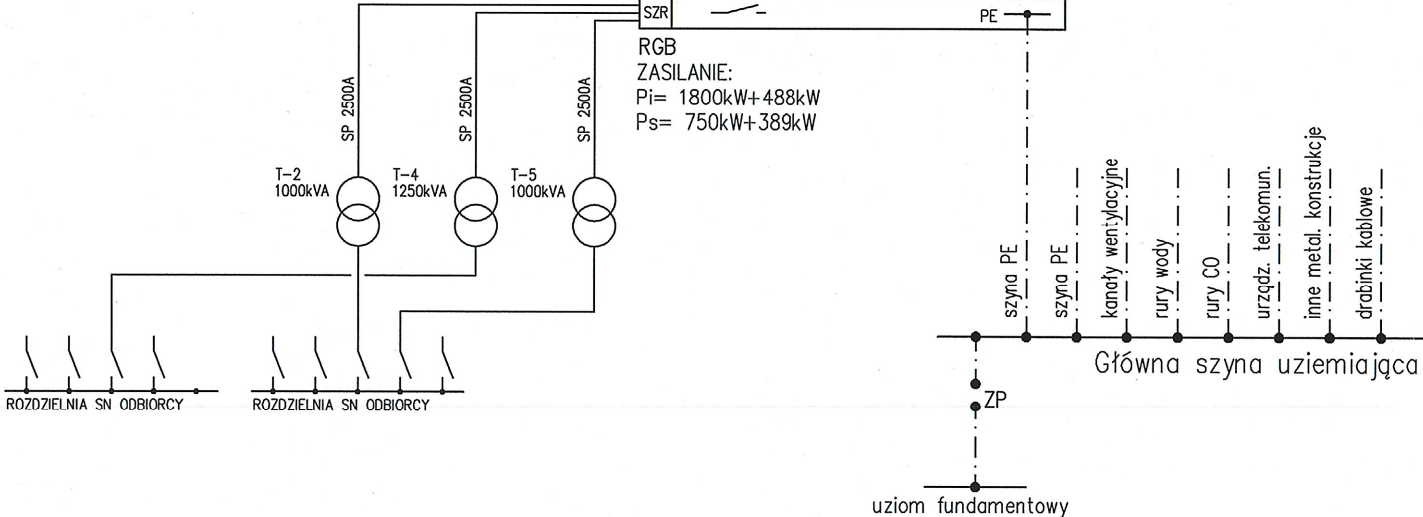 SZR
PE
RGB
ZASILANIE:
Pi= 1800kW+488kW
Ps= 750kW+389kW
SP 2500A
SP 2500A
SP 2500A
T-2
1000kVA
T-4
1250kVA
T-5
1000kVA
szyna PE
szyna PE
kanały wentylacyjne
rury wody
rury CO
urządz. telekomun.
inne metal. konstrukcje
drabinki kablowe
Główna szyna uziemiająca
ROZDZIELNIA SN ODBIORCY
ROZDZIELNIA SN ODBIORCY
ZP
uziom fundamentowy